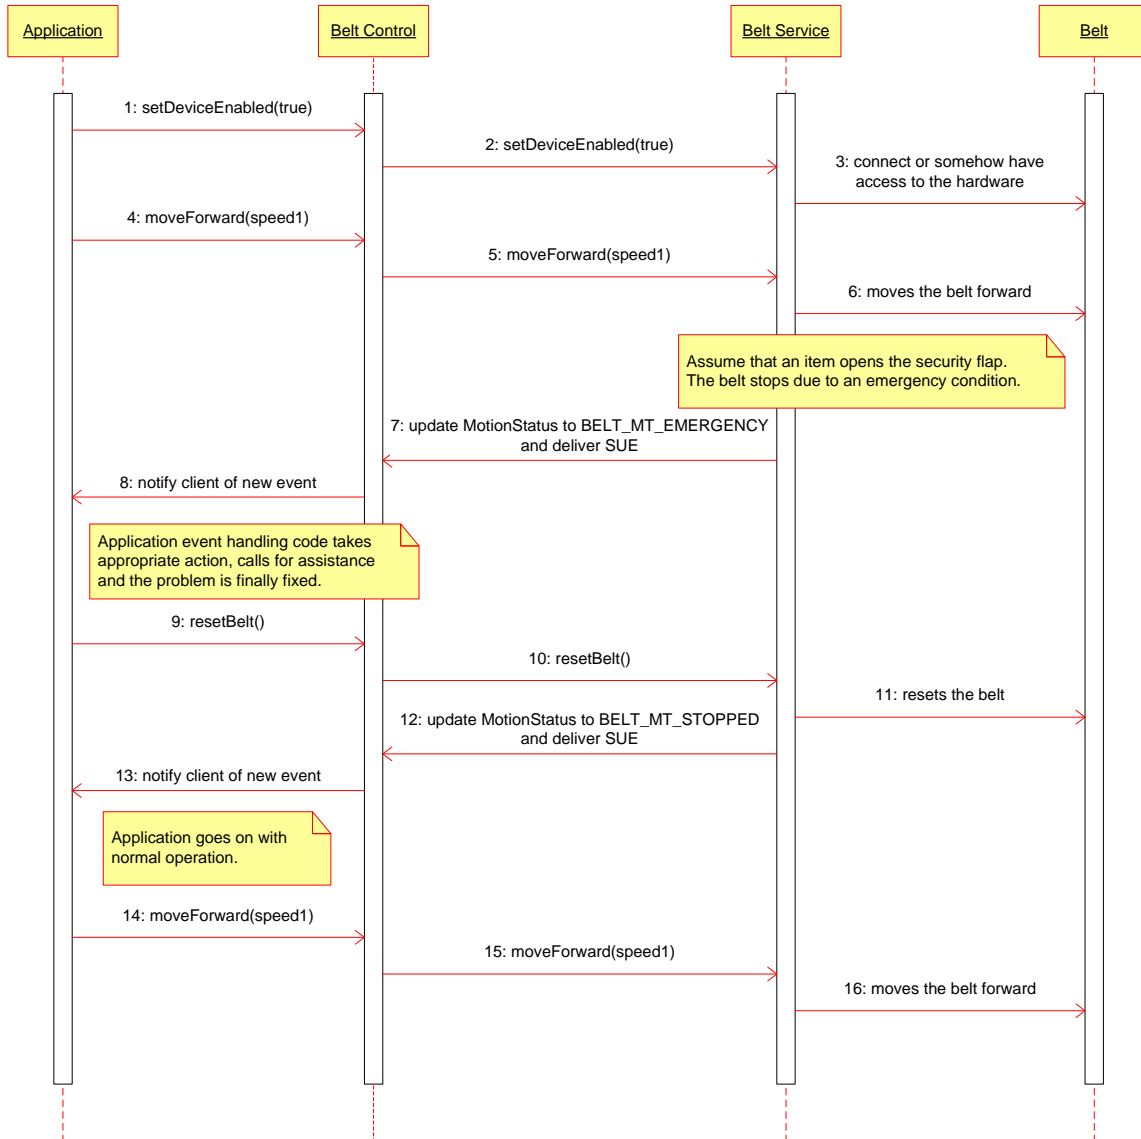 Application
Belt Control
Belt Service
Belt
1: setDeviceEnabled(true)
2: setDeviceEnabled(true)
3: connect or somehow have
access to the hardware
4: moveForward(speed1)
5: moveForward(speed1)
6: moves the belt forward
Assume that an item opens the security flap.
The belt stops due to an emergency condition.
7: update MotionStatus to BELT_MT_EMERGENCY
and deliver SUE
8: notify client of new event
Application event handling code takes
appropriate action, calls for assistance
and the problem is finally fixed.
9: resetBelt()
10: resetBelt()
11: resets the belt
12: update MotionStatus to BELT_MT_STOPPED
and deliver SUE
13: notify client of new event
Application goes on with
normal operation.
14: moveForward(speed1)
15: moveForward(speed1)
16: moves the belt forward